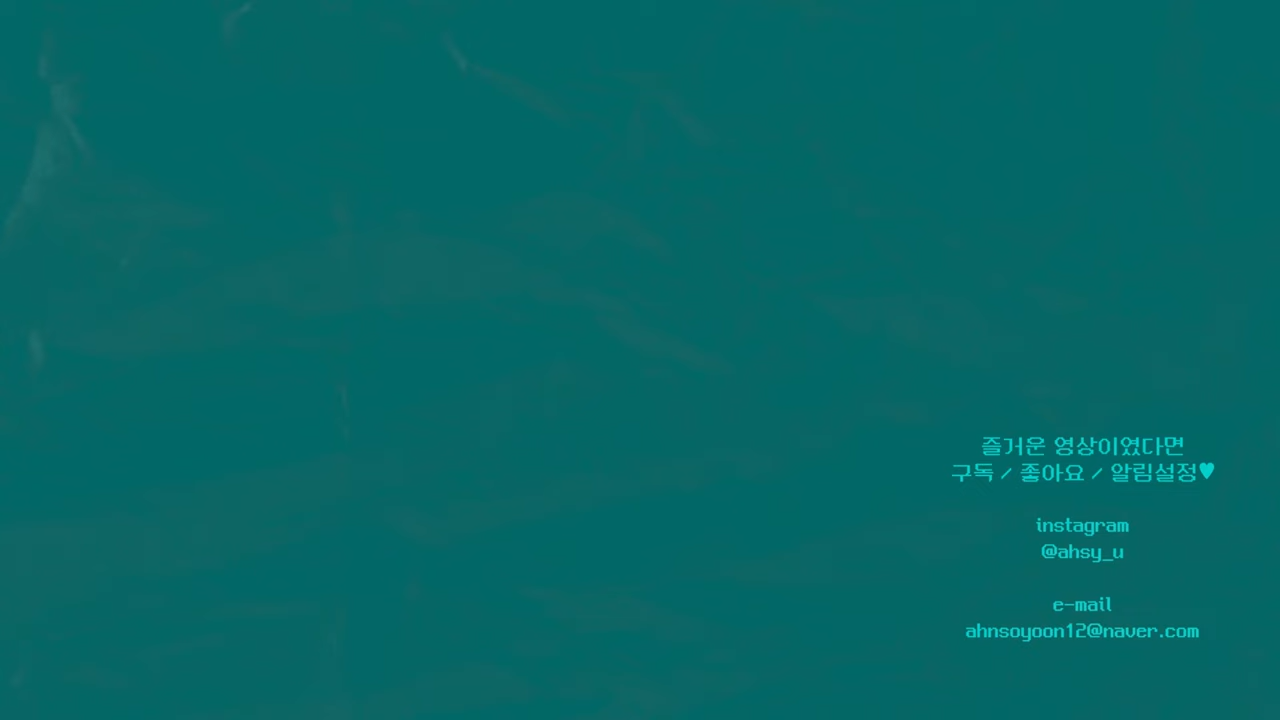 즐거운 영상이였다면
구독 / 좋아요 / 알림설정♥
instagram
@ahsy_u
e-mail
ahnsoyoon12@naver.com